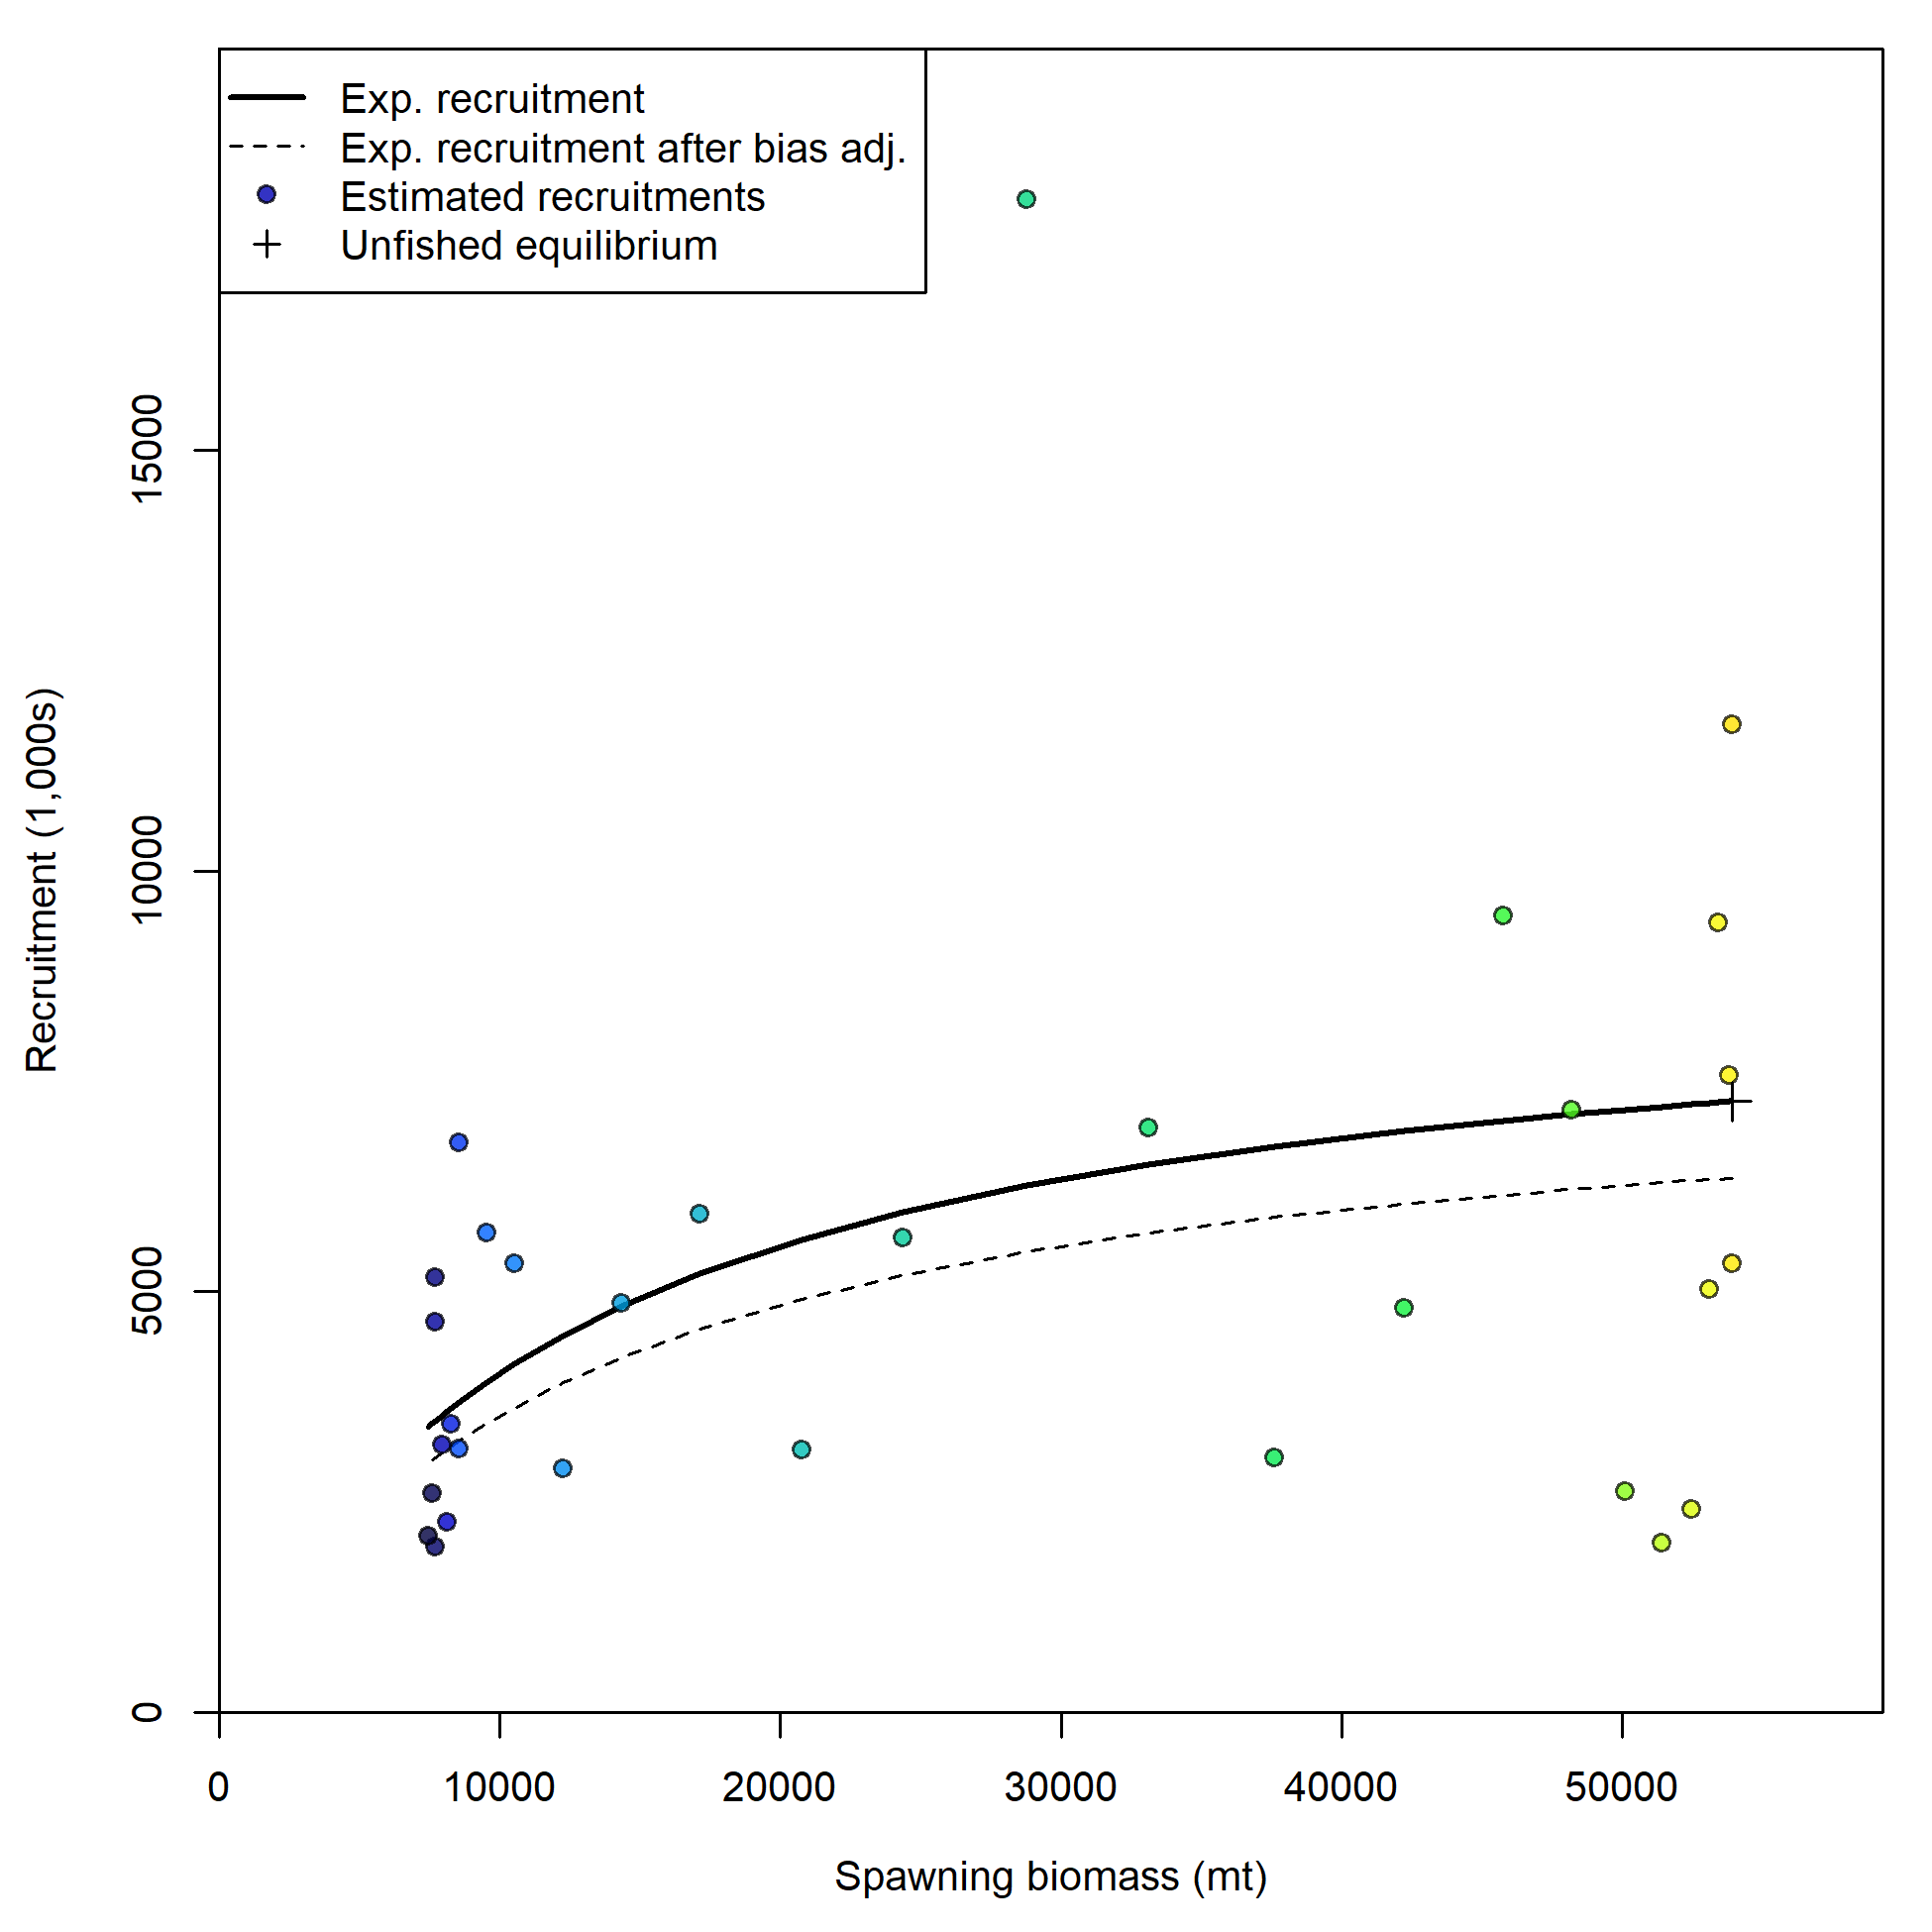 Exp. recruitment
Exp. recruitment after bias adj.
Estimated recruitments
Unfished equilibrium
Recruitment (1,000s)
15000
10000
5000
0
0 10000 20000 30000 40000 50000
Spawning biomass (mt)